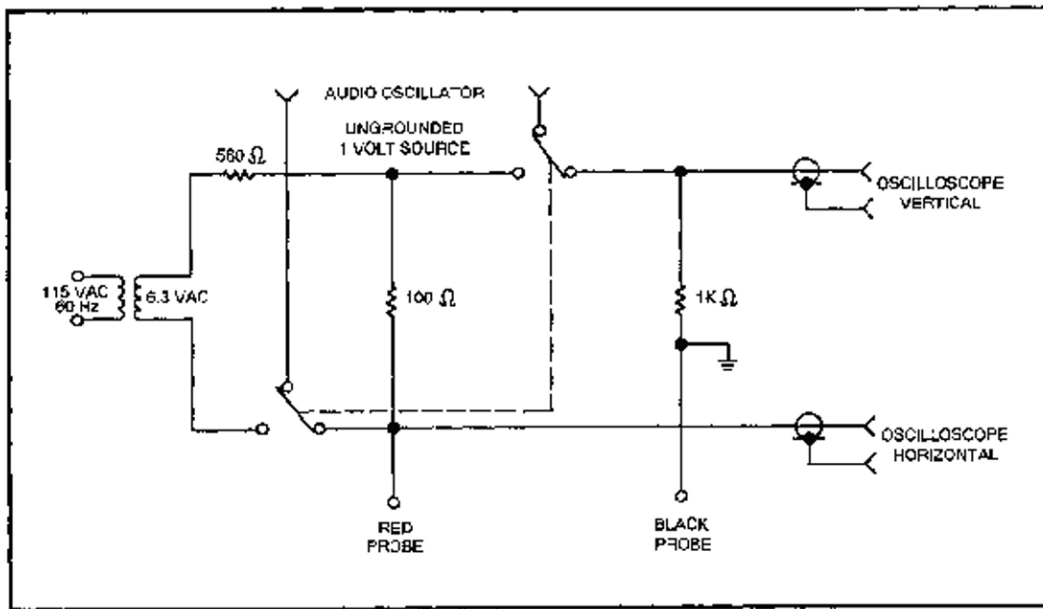 AUDIO OSCILLATOR
UNGROUNDED
1 VOLT SOURCE
560 Ω
OSCILLOSCOPE
VERTICAL
115 VAC
60 Hz
6.3 VAC
100 Ω
1K Ω
OSCILLOSCOPE
HORIZONTAL
RED
PROBE
BLACK
PROBE